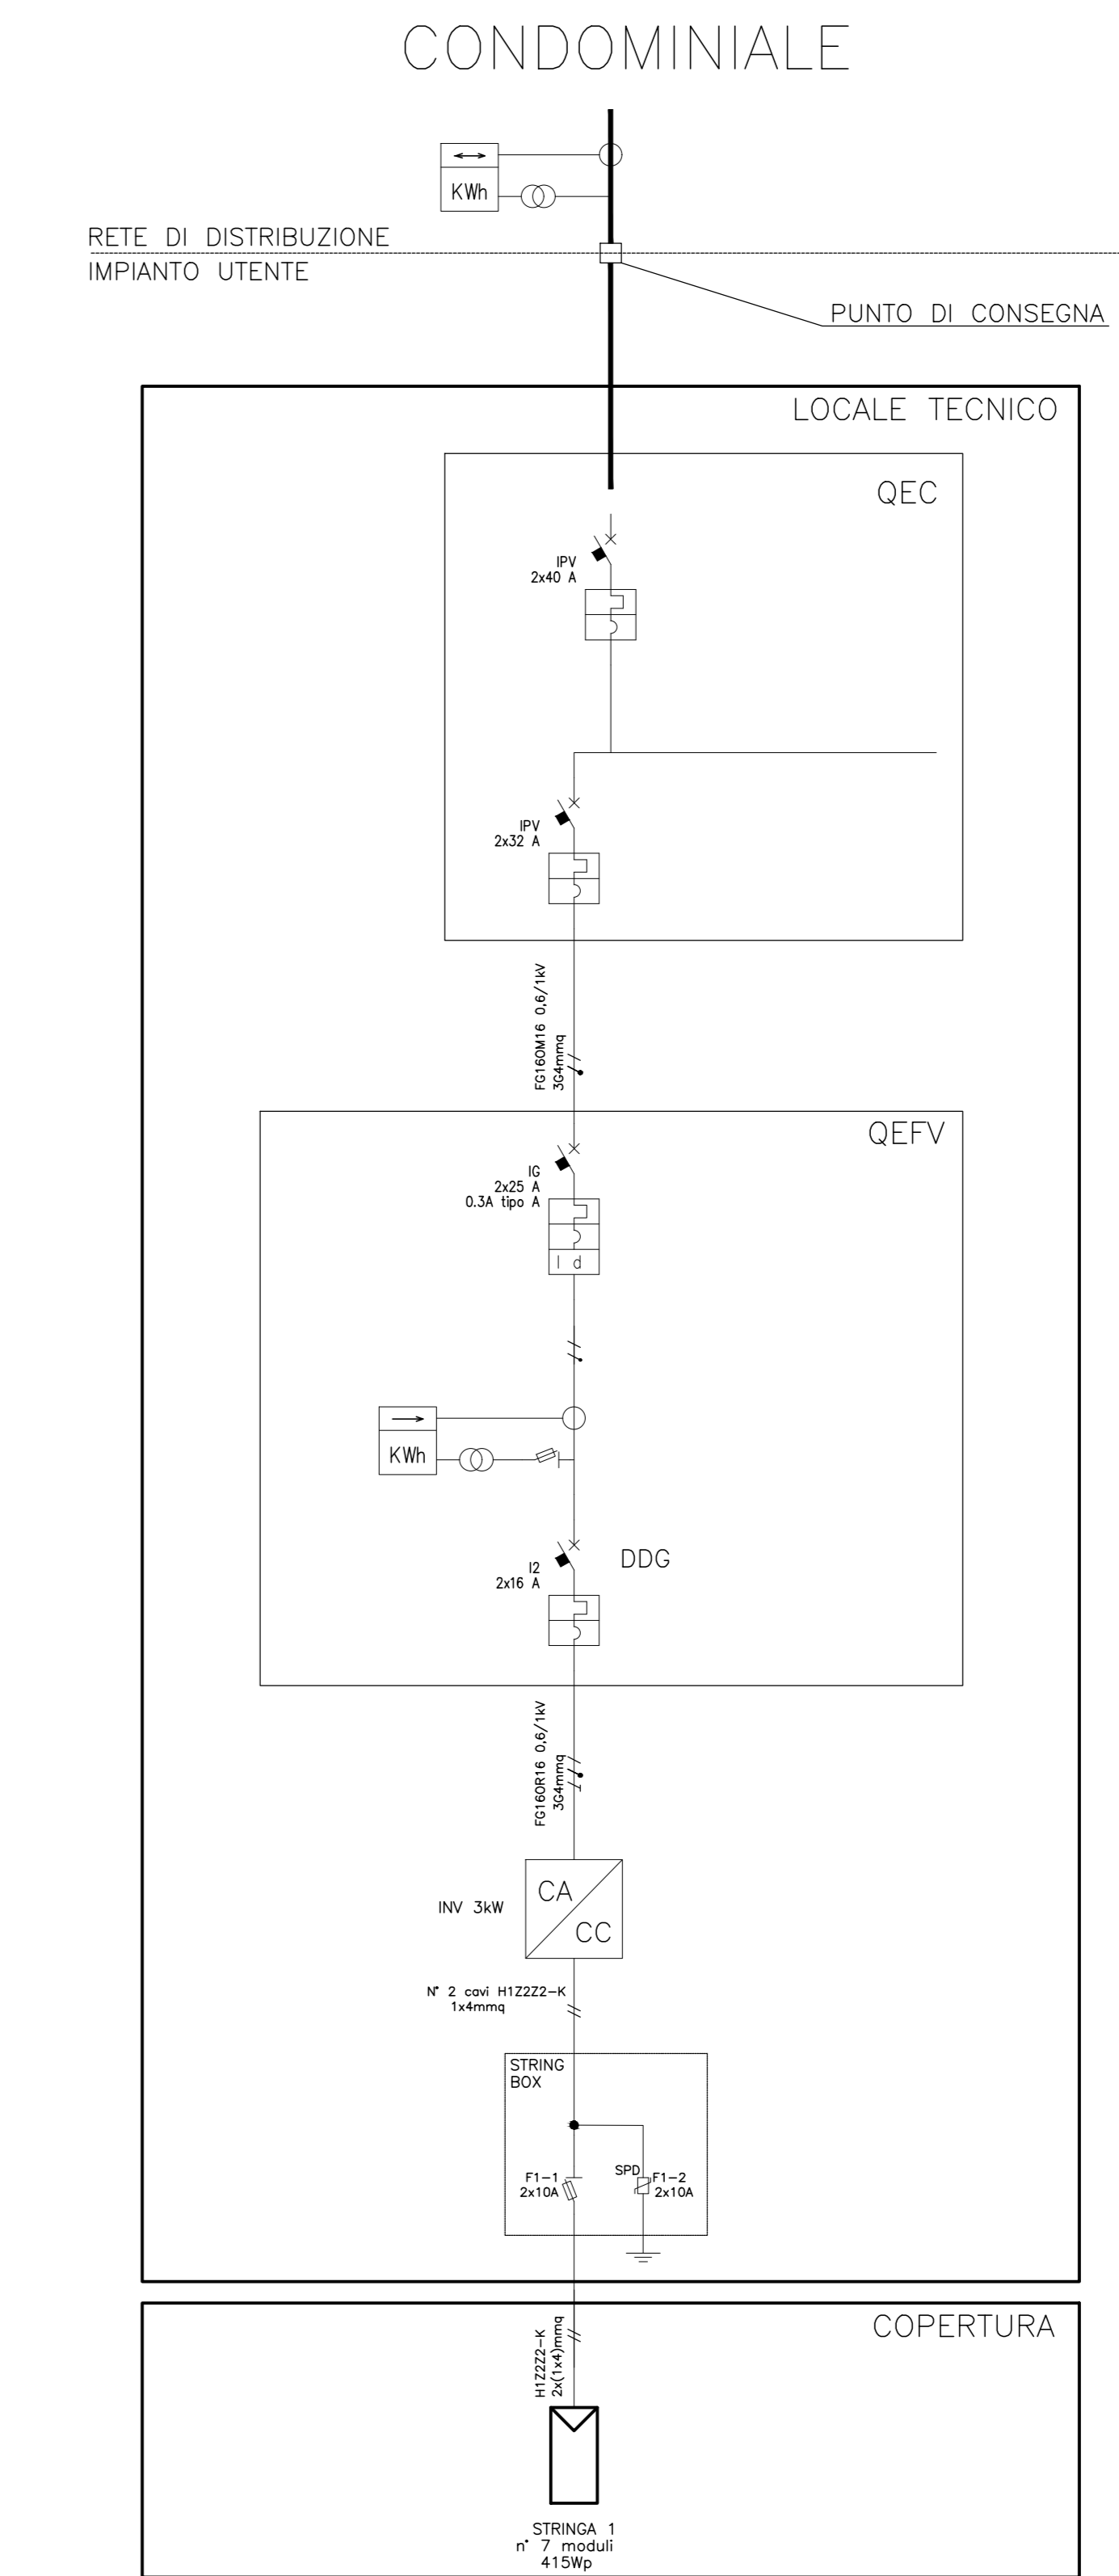 CONDOMINIALE
KWh
RETE DI DISTRIBUZIONE
IMPIANTO UTENTE
PUNTO DI CONSEGNA
LOCALE TECNICO
QEC
IPV
2x40 A
IPV
2x32 A
FG16OM16 0,6/1kV
3G4mmq
QEFV
IG
2x25 A
0.3A tipo A
I d
KWh
DDG
I2
2x16 A
FG16OR16 0,6/1kV
3G4mmq
CA
INV 3kW
CC
N° 2 cavi H1Z2Z2-K
1x4mmq
STRING
BOX
SPD
F1-1
2x10A
F1-2
2x10A
COPERTURA
H1Z2Z2-K
2x(1x4)mmq
STRINGA 1
n° 7 moduli
415Wp